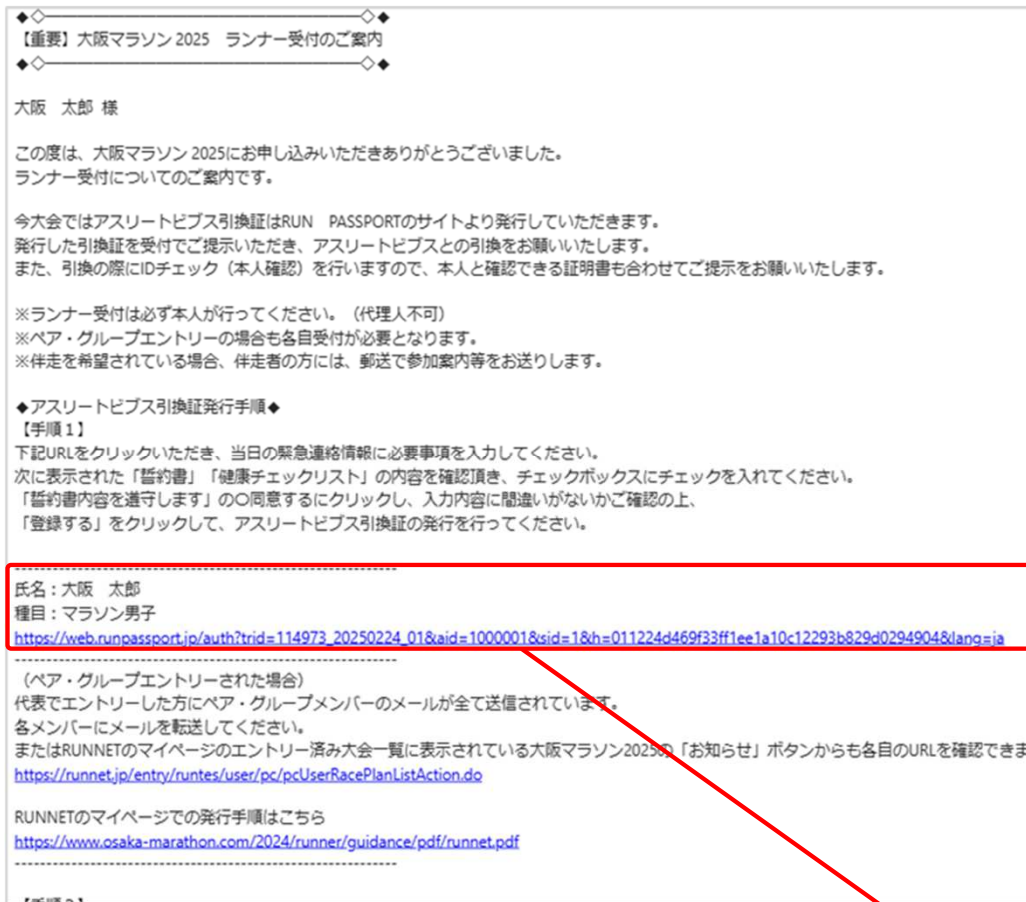 ◆◇―――――――――――――――――――――◇◆
【重要】大阪マラソン 2025　ランナー受付のご案内
◆◇―――――――――――――――――――――◇◆
大阪　太郎 様
この度は、大阪マラソン 2025にお申し込みいただきありがとうございました。
ランナー受付についてのご案内です。
今大会ではアスリートビブス引換証はRUN　PASSPORTのサイトより発行していただきます。
発行した引換証を受付でご提示いただき、アスリートビブスとの引換をお願いいたします。
また、引換の際にIDチェック（本人確認）を行いますので、本人と確認できる証明書も合わせてご提示をお願いいたします。
※ランナー受付は必ず本人が行ってください。（代理人不可）
※ペア・グループエントリーの場合も各自受付が必要となります。
※伴走を希望されている場合、伴走者の方には、郵送で参加案内等をお送りします。
◆アスリートビブス引換証発行手順◆
【手順１】
下記URLをクリックいただき、当日の緊急連絡情報に必要事項を入力してください。
次に表示された「誓約書」「健康チェックリスト」の内容を確認頂き、チェックボックスにチェックを入れてください。
「誓約書内容を遵守します」の〇同意するにクリックし、入力内容に間違いがないかご確認の上、
「登録する」をクリックして、アスリートビブス引換証の発行を行ってください。
-------------------------------------------------------------
氏名：大阪　太郎
種目：マラソン男子
https://web.runpassport.jp/auth?trid=114973_20250224_01&aid=1000001&sid=1&h=011224d469f33ff1ee1a10c12293b829d0294904&lang=ja
-------------------------------------------------------------
（ペア・グループエントリーされた場合）
代表でエントリーした方にペア・グループメンバーのメールが全て送信されています。
各メンバーにメールを転送してください。
またはRUNNETのマイページのエントリー済み大会一覧に表示されている大阪マラソン2025の「お知らせ」ボタンからも各自のURLを確認できま
https://runnet.jp/entry/runtes/user/pc/pcUserRacePlanListAction.do
RUNNETのマイページでの発行手順はこちら
https://www.osaka-marathon.com/2024/runner/guidance/pdf/runnet.pdf
-------------------------------------------------------------